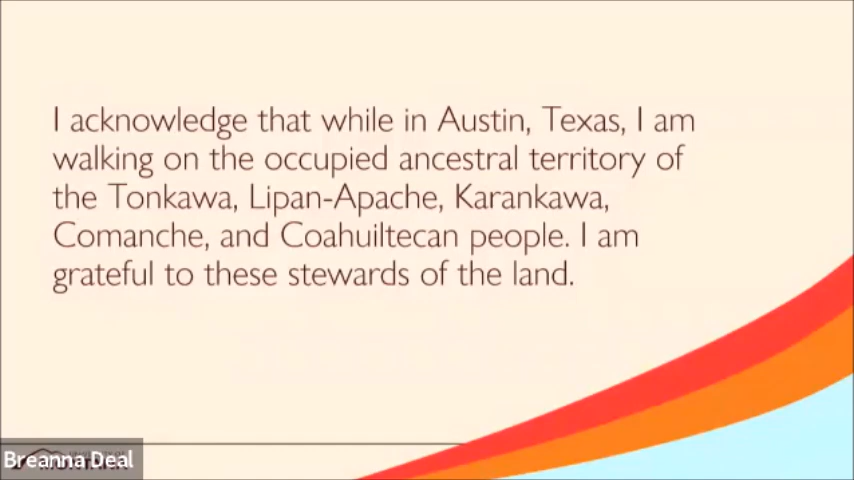 I acknowledge that while in Austin, Texas, I am
walking on the occupied ancestral territory of
the Tonkawa, Lipan-Apache, Karankawa,
Comanche, and Coahuiltecan people. I am
grateful to these stewards of the land.
Breanna Deal